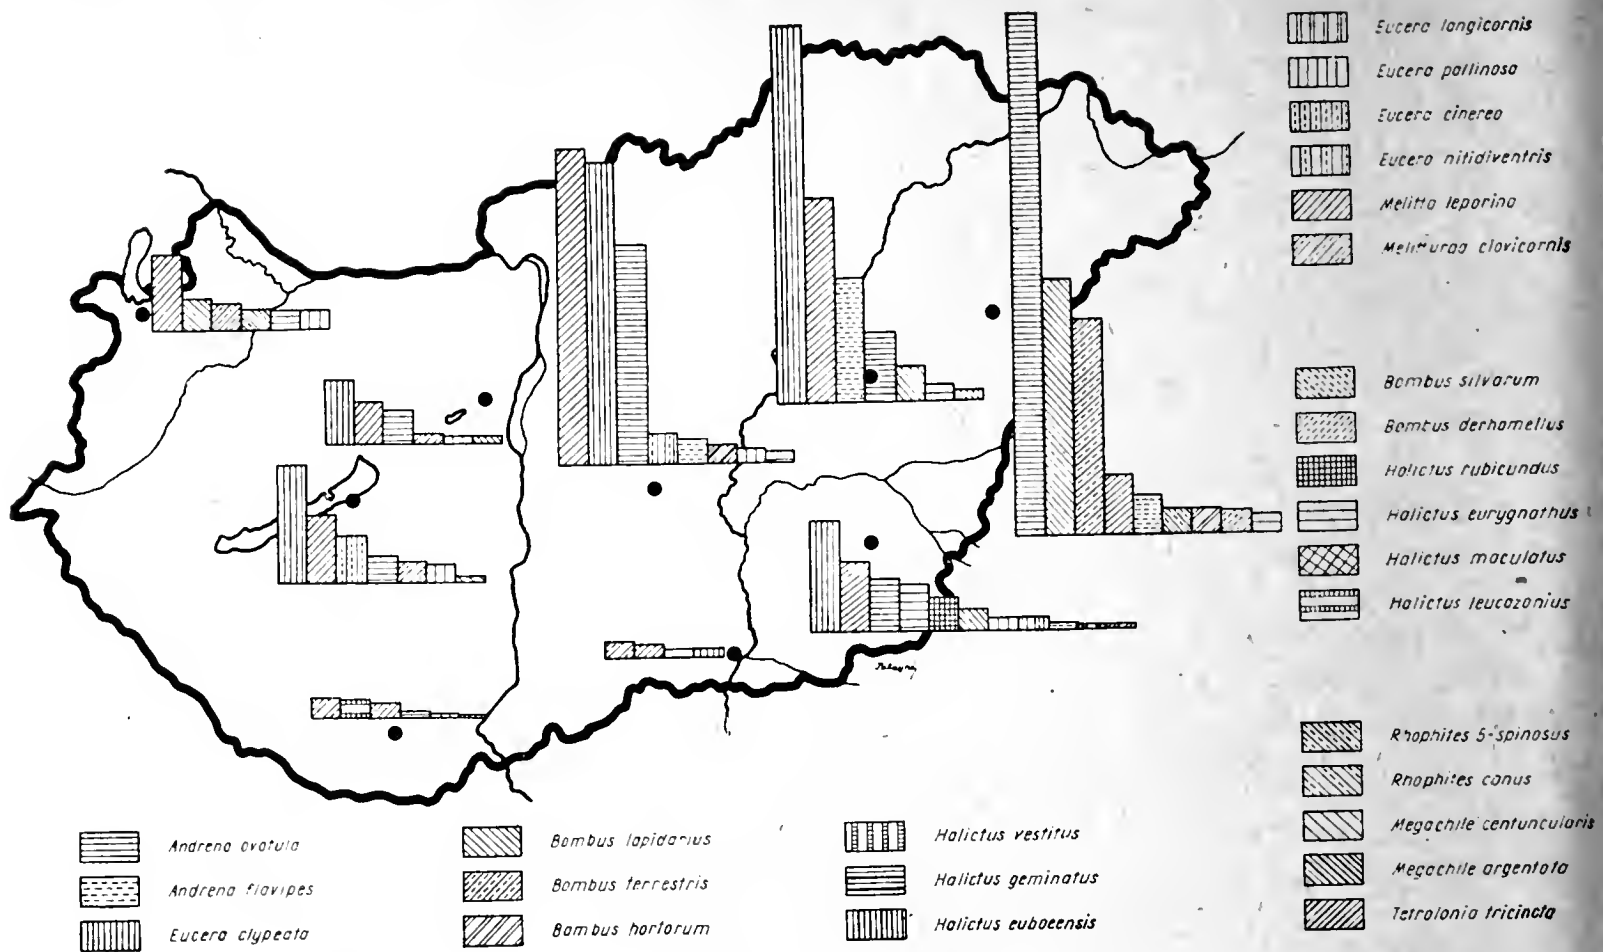 Eucera longicornis
Eucera pollinosa
Eucera cinerea
Eucera nitidiventris
Melitta leporina
Meliturga clavicornis
Bombus silvarum
Bombus derhamellus
Halictus rubicundus
Halictus eurygnathus
Halictus maculatus
Halictus leucozonius
Rhophites 5-spinosus
Rhophites canus
Megachile centuncularis
Megachile argentata
Tetralonia tricincta
Andrena ovatula
Andrena flavipes
Eucera clypeata
Bombus lapidarius
Bombus terrestris
Bombus hortorum
Halictus vestitus
Halictus geminatus
Halictus euboeensis